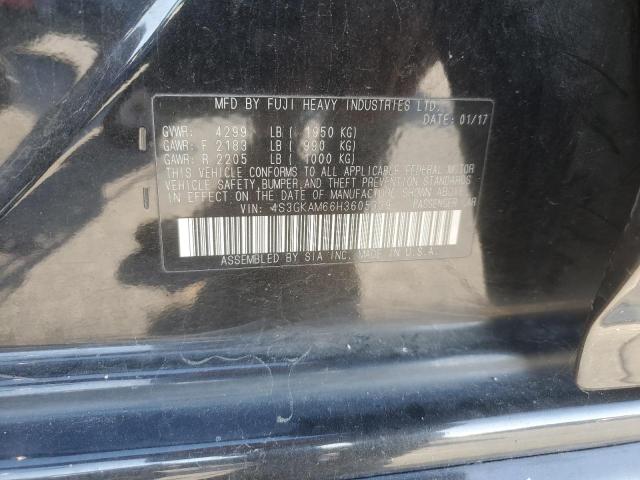 MFD BY FUJI HEAVY INDUSTRIES LTD.
DATE: 01/17
GVWR: 4299 LB ( 1950 KG)
GAWR: F 2183 LB ( 990 KG)
GAWR: R 2205 LB ( 1000 KG)
THIS VEHICLE CONFORMS TO ALL APPLICABLE FEDERAL MOTOR
VEHICLE SAFETY, BUMPER, AND THEFT PREVENTION STANDARDS
IN EFFECT ON THE DATE OF MANUFACTURE SHOWN ABOVE.
VIN: PASSENGER CAR
ASSEMBLED BY SIA INC. MADE IN U.S.A.